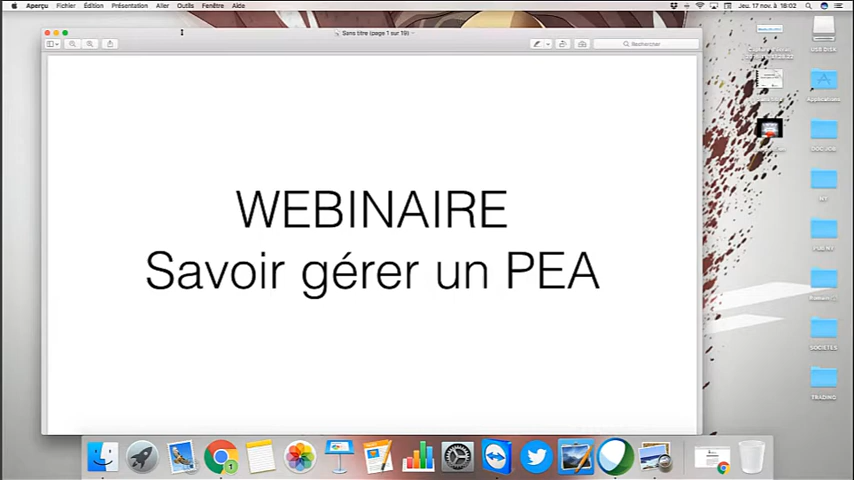 Aperçu Fichier Édition Présentation Aller Outils Fenêtre Aide
Jeu. 17 nov. à 18:02
Sans titre (page 1 sur 19)
Rechercher
WEBINAIRE
Savoir gérer un PEA
USB DISK
Applications
SOCIETES
TRADING
1